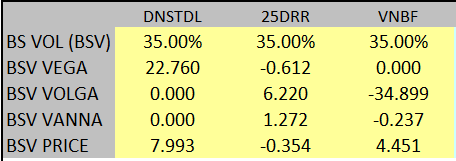 DNSTDL 25DRR VNBF
BS VOL (BSV) 35.00% 35.00% 35.00%
BSV VEGA 22.760 -0.612 0.000
BSV VOLGA 0.000 6.220 -34.899
BSV VANNA 0.000 1.272 -0.237
BSV PRICE 7.993 -0.354 4.451